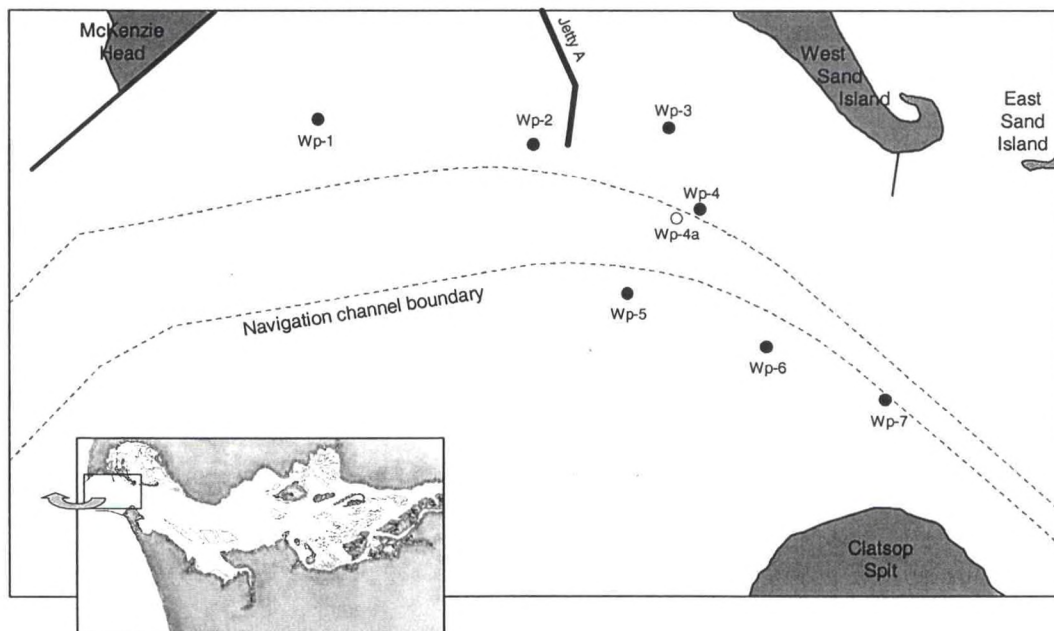 McKenzie
Head
Jetty A
West
Sand
Island
East
Sand
Island
Wp-1
Wp-2
Wp-3
Wp-4
Wp-4a
Navigation channel boundary
Wp-5
Wp-6
Wp-7
Clatsop
Spit